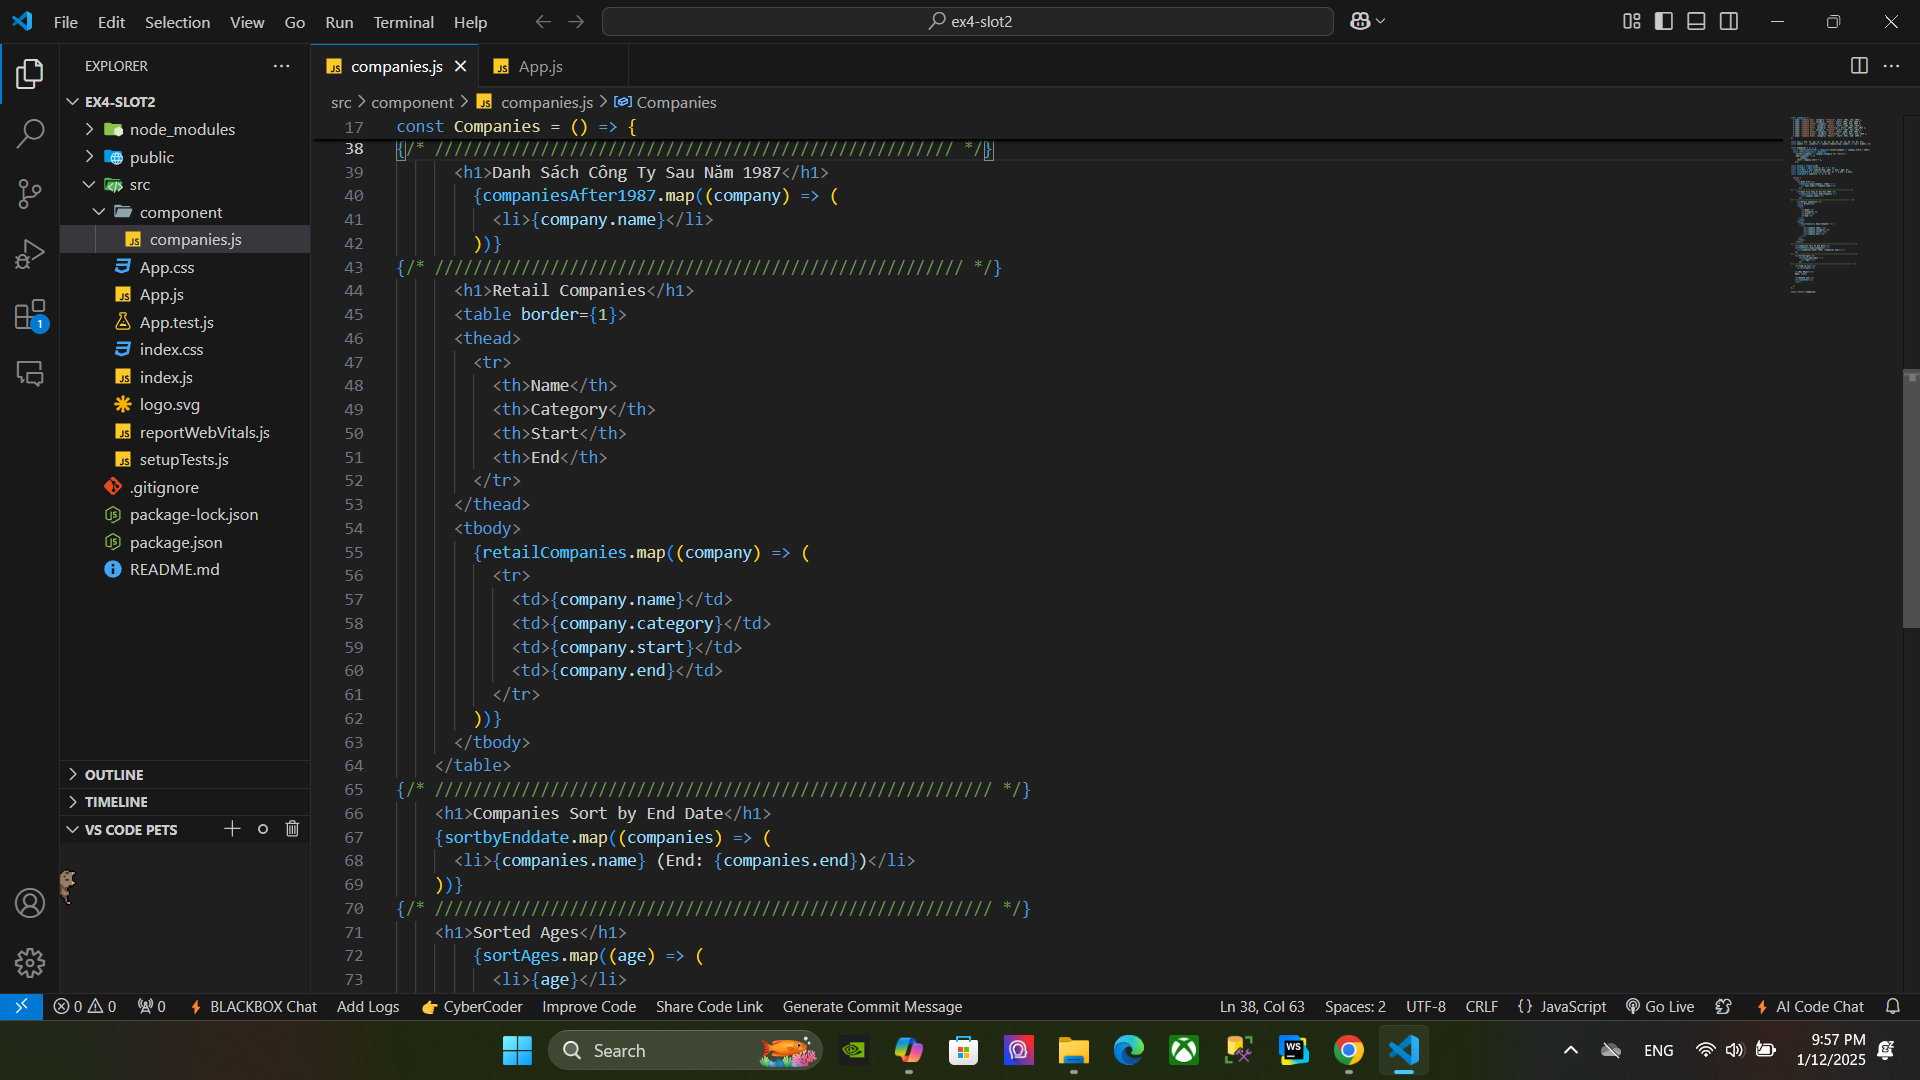 File Edit Selection View Go Run Terminal Help
ex4-slot2
EXPLORER
EX4-SLOT2
node_modules
public
src
component
companies.js
App.css
App.js
App.test.js
index.css
index.js
logo.svg
reportWebVitals.js
setupTests.js
.gitignore
package-lock.json
package.json
README.md
OUTLINE
TIMELINE
VS CODE PETS
1
companies.js
App.js
src > component > companies.js > Companies
17 const Companies = () => {
38 {/* ////////////////////////////////////////////////////// */}
39 <h1>Danh Sách Công Ty Sau Năm 1987</h1>
40 {companiesAfter1987.map((company) => (
41 <li>{company.name}</li>
42 ))}
43 {/* /////////////////////////////////////////////////////// */}
44 <h1>Retail Companies</h1>
45 <table border={1}>
46 <thead>
47 <tr>
48 <th>Name</th>
49 <th>Category</th>
50 <th>Start</th>
51 <th>End</th>
52 </tr>
53 </thead>
54 <tbody>
55 {retailCompanies.map((company) => (
56 <tr>
57 <td>{company.name}</td>
58 <td>{company.category}</td>
59 <td>{company.start}</td>
60 <td>{company.end}</td>
61 </tr>
62 ))}
63 </tbody>
64 </table>
65 {/* ////////////////////////////////////////////////////////// */}
66 <h1>Companies Sort by End Date</h1>
67 {sortbyEnddate.map((companies) => (
68 <li>{companies.name} (End: {companies.end})</li>
69 ))}
70 {/* ////////////////////////////////////////////////////////// */}
71 <h1>Sorted Ages</h1>
72 {sortAges.map((age) => (
73 <li>{age}</li>
0 0 0 BLACKBOX Chat Add Logs CyberCoder Improve Code Share Code Link Generate Commit Message Ln 38, Col 63 Spaces: 2 UTF-8 CRLF {} JavaScript Go Live AI Code Chat
Search
WS
ENG
9:57 PM
1/12/2025